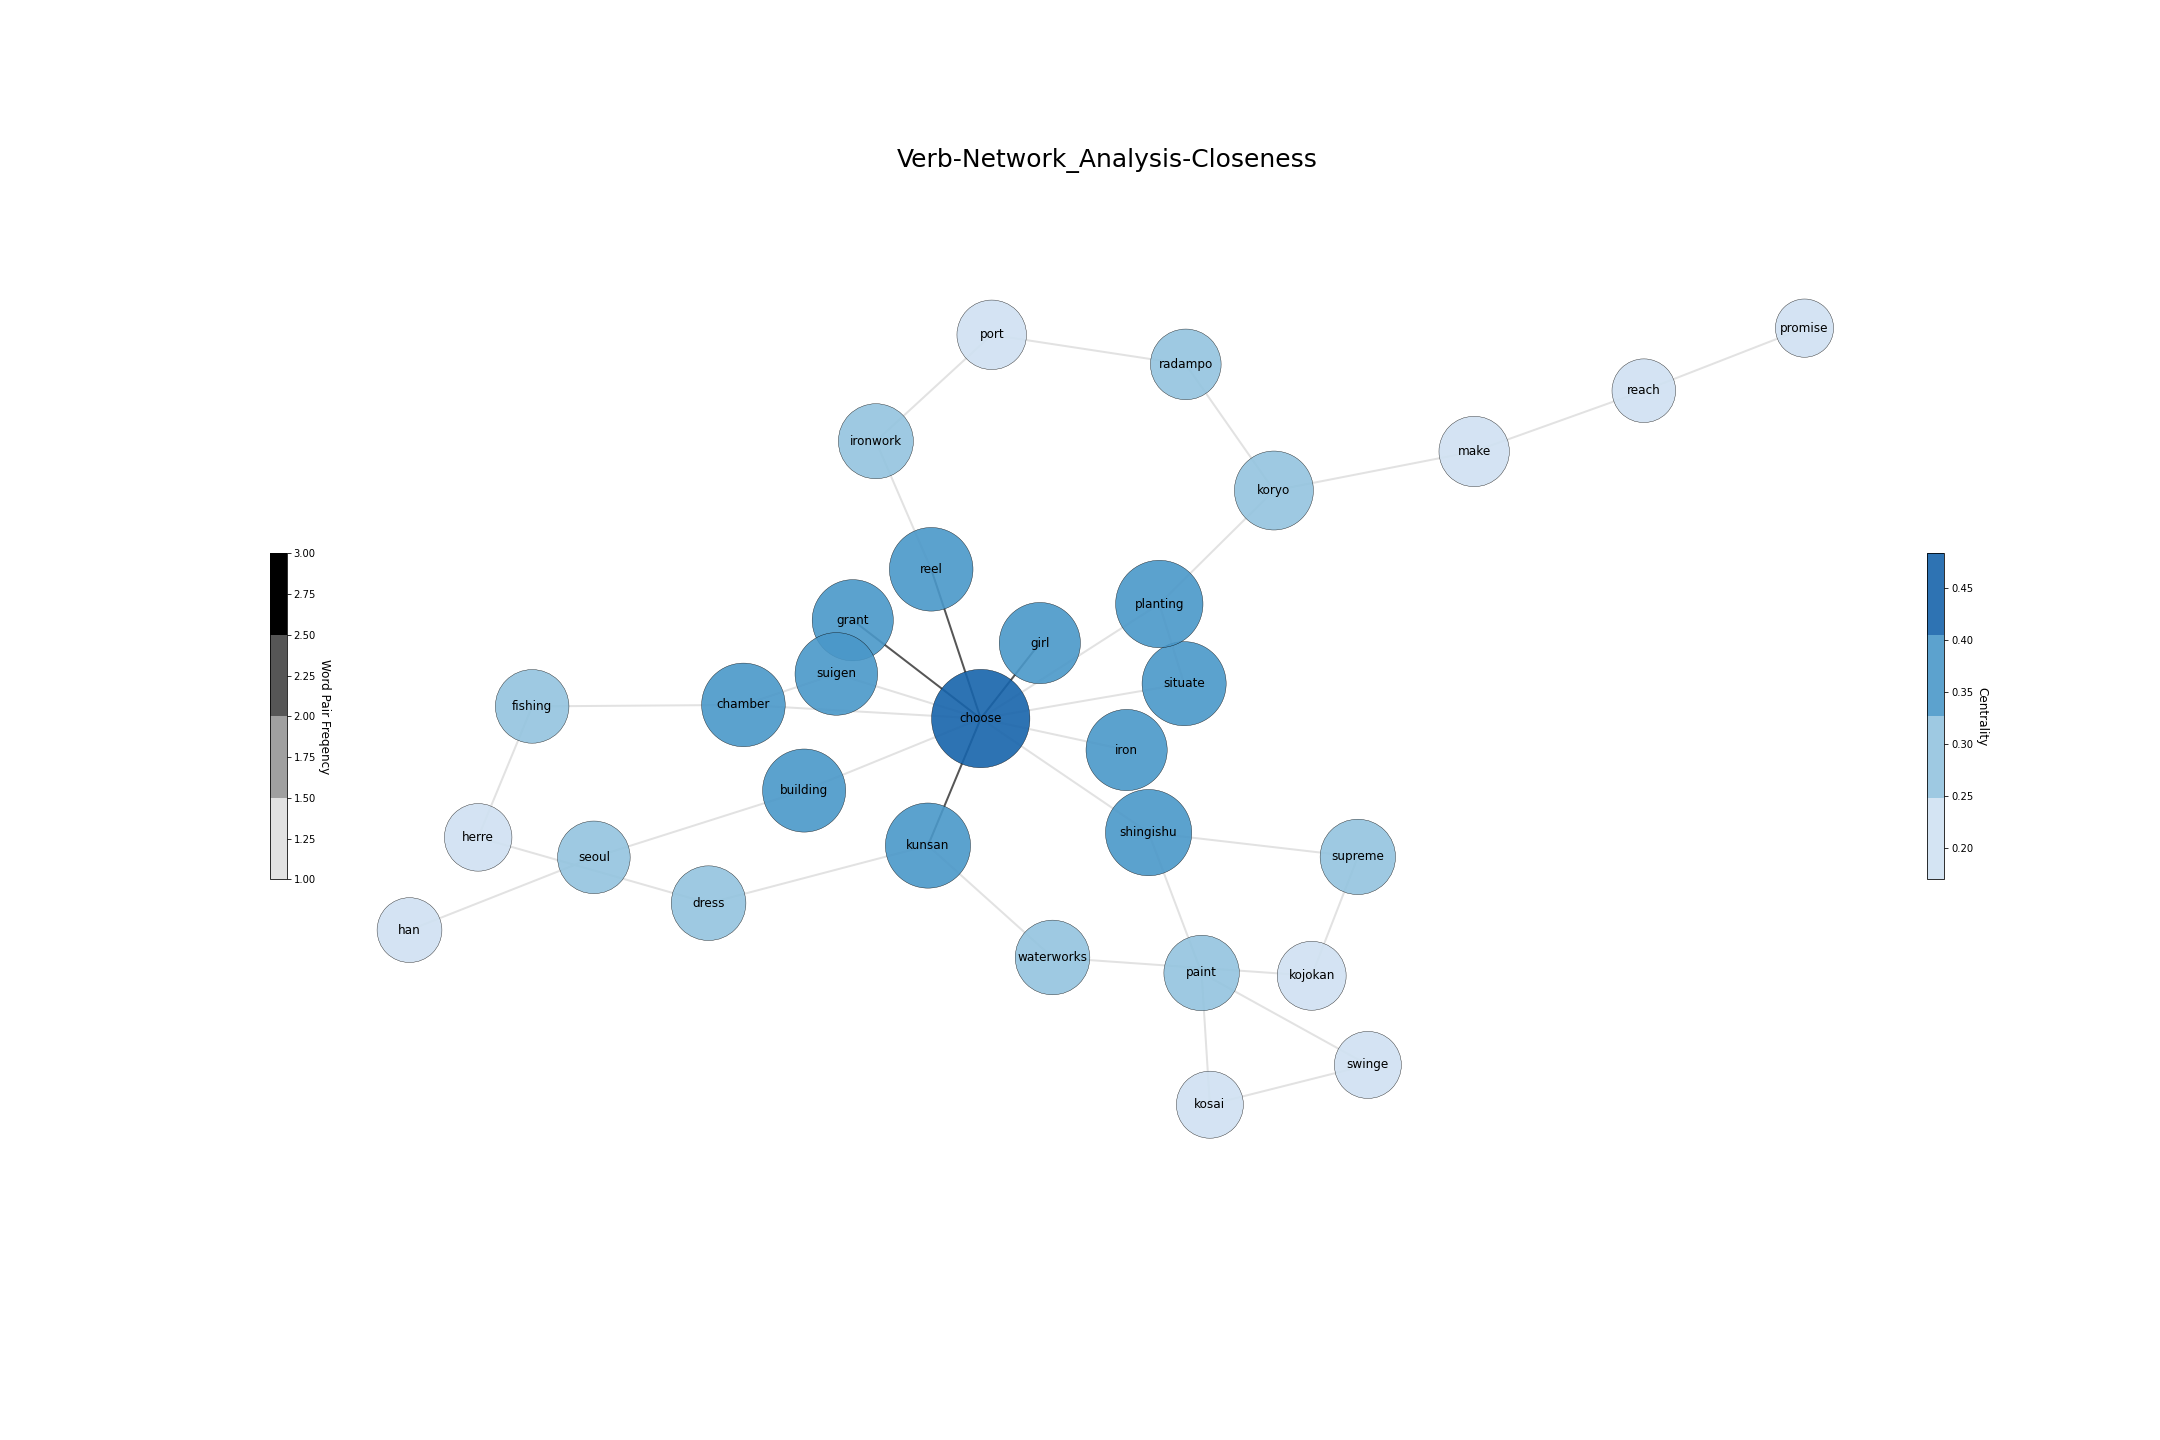 Verb-Network_Analysis-Closeness
port
promise
radampo
reach
ironwork
make
koryo
reel
planting
grant
girl
suigen
situate
chamber
fishing
choose
iron
building
shingishu
herre
kunsan
seoul
supreme
dress
han
waterworks
paint
kojokan
swinge
kosai
3.00
2.75
2.50
2.25
2.00
1.75
1.50
1.25
1.00
Word Pair Freqency
0.45
0.40
0.35
0.30
0.25
0.20
Centrality